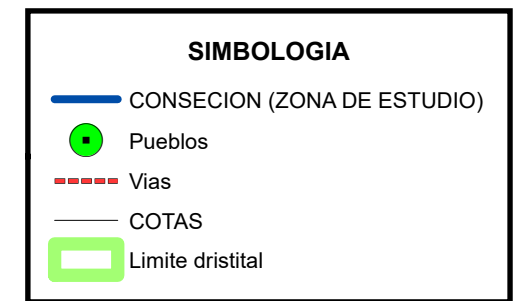 SIMBOLOGIA
CONSECION (ZONA DE ESTUDIO)
Pueblos
Vias
COTAS
Limite dristital